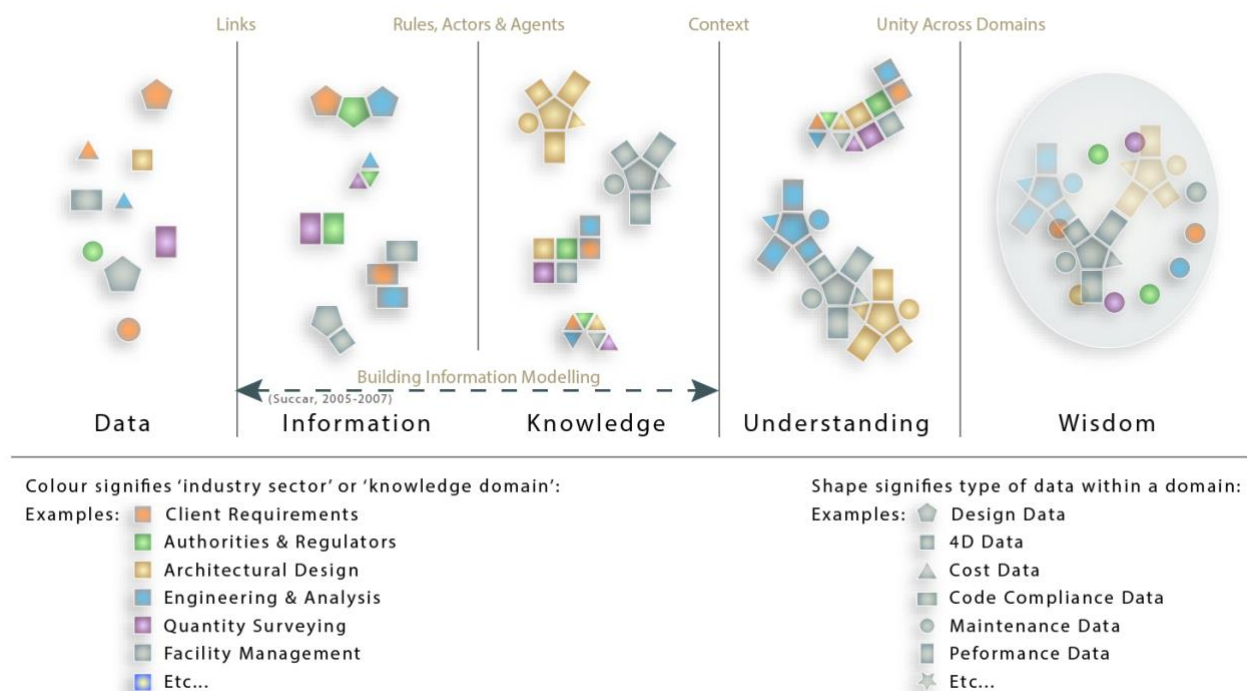 Links
Rules, Actors & Agents
Context
Unity Across Domains
Building Information Modelling
(Succar, 2005-2007)
Data
Information
Knowledge
Understanding
Wisdom
Colour signifies ‘industry sector’ or ‘knowledge domain’:
Examples:
Client Requirements
Authorities & Regulators
Architectural Design
Engineering & Analysis
Quantity Surveying
Facility Management
Etc...
Shape signifies type of data within a domain:
Examples:
Design Data
4D Data
Cost Data
Code Compliance Data
Maintenance Data
Peformance Data
Etc...